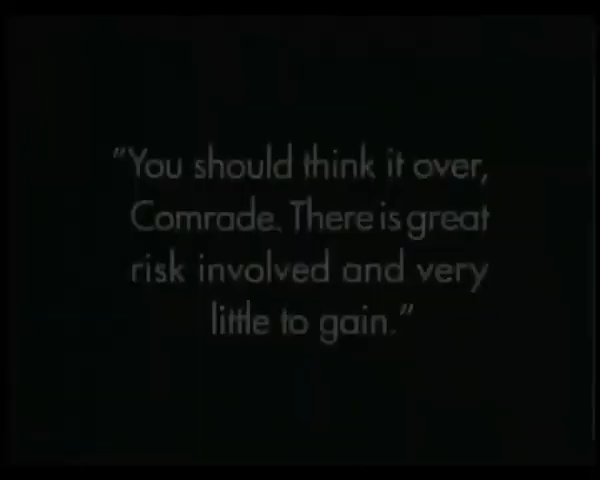 "You should think it over,
Comrade. There is great
risk involved and very
little to gain."